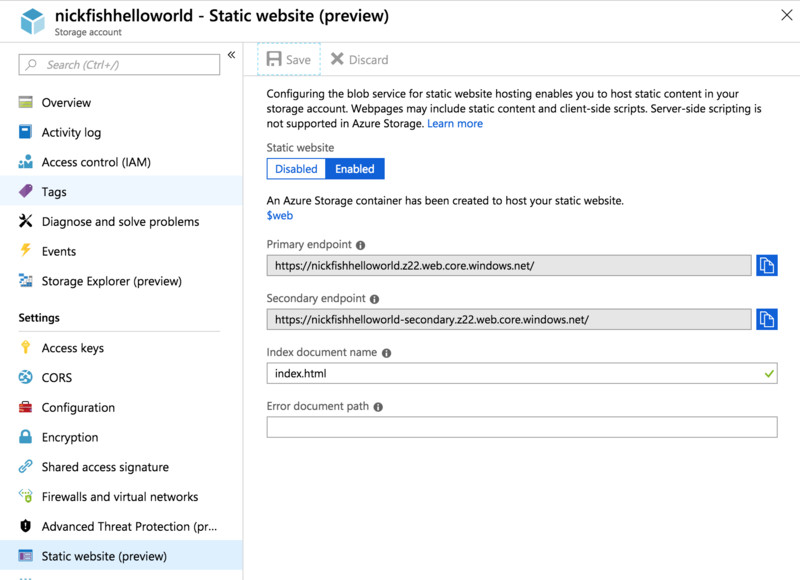 nickfishhelloworld - Static website (preview)
Storage account
Search (Ctrl+/)
«
Overview
Activity log
Access control (IAM)
Tags
Diagnose and solve problems
Events
Storage Explorer (preview)
Settings
Access keys
CORS
Configuration
Encryption
Shared access signature
Firewalls and virtual networks
Advanced Threat Protection (pr...
Static website (preview)
Save
Discard
Configuring the blob service for static website hosting enables you to host static content in your
storage account. Webpages may include static content and client-side scripts. Server-side scripting is
not supported in Azure Storage. Learn more
Static website
Disabled
Enabled
An Azure Storage container has been created to host your static website.
$web
Primary endpoint
https://nickfishhelloworld.z22.web.core.windows.net/
Secondary endpoint
https://nickfishhelloworld-secondary.z22.web.core.windows.net/
Index document name
index.html
Error document path